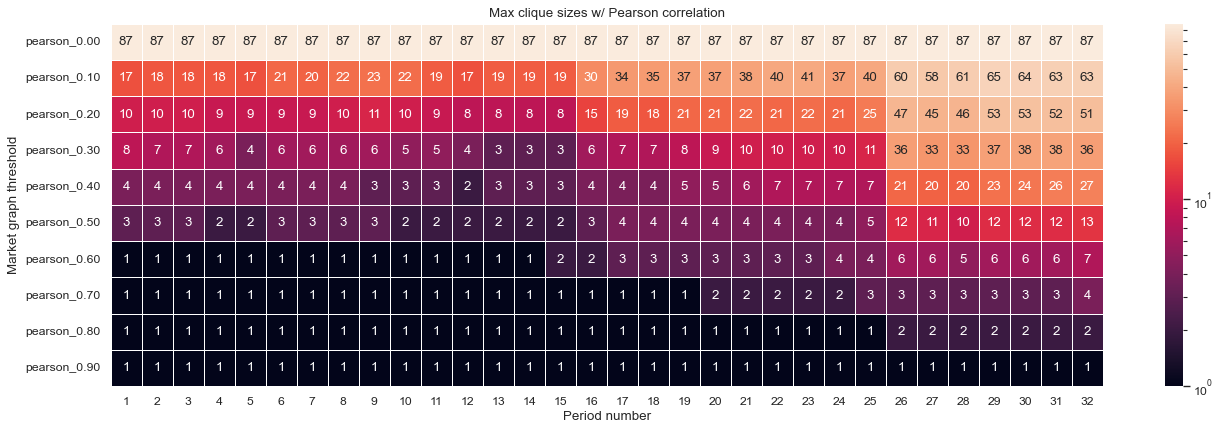 Max clique sizes w/ Pearson correlation
Market graph threshold
pearson_0.00 87 87 87 87 87 87 87 87 87 87 87 87 87 87 87 87 87 87 87 87 87 87 87 87 87 87 87 87 87 87 87 87
pearson_0.10 17 18 18 18 17 21 20 22 23 22 19 17 19 19 19 30 34 35 37 37 38 40 41 37 40 60 58 61 65 64 63 63
pearson_0.20 10 10 10 9 9 9 9 10 11 10 9 8 8 8 8 15 19 18 21 21 22 21 22 21 25 47 45 46 53 53 52 51
pearson_0.30 8 7 7 6 4 6 6 6 6 5 5 4 3 3 3 6 7 7 8 9 10 10 10 10 11 36 33 33 37 38 38 36
pearson_0.40 4 4 4 4 4 4 4 4 3 3 3 2 3 3 3 4 4 4 5 5 6 7 7 7 7 21 20 20 23 24 26 27
pearson_0.50 3 3 3 2 2 3 3 3 3 2 2 2 2 2 2 3 4 4 4 4 4 4 4 4 5 12 11 10 12 12 12 13
pearson_0.60 1 1 1 1 1 1 1 1 1 1 1 1 1 1 2 2 3 3 3 3 3 3 3 4 4 6 6 5 6 6 6 7
pearson_0.70 1 1 1 1 1 1 1 1 1 1 1 1 1 1 1 1 1 1 1 2 2 2 2 2 3 3 3 3 3 3 3 4
pearson_0.80 1 1 1 1 1 1 1 1 1 1 1 1 1 1 1 1 1 1 1 1 1 1 1 1 1 2 2 2 2 2 2 2
pearson_0.90 1 1 1 1 1 1 1 1 1 1 1 1 1 1 1 1 1 1 1 1 1 1 1 1 1 1 1 1 1 1 1 1
1 2 3 4 5 6 7 8 9 10 11 12 13 14 15 16 17 18 19 20 21 22 23 24 25 26 27 28 29 30 31 32
Period number
10¹
10⁰